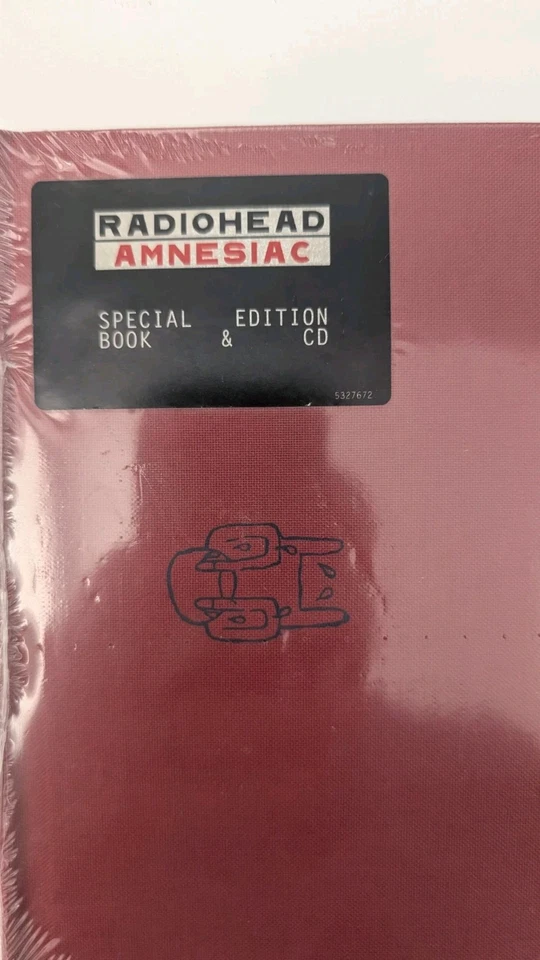 RADIOHEAD
AMNESIAC
SPECIAL EDITION
BOOK & CD
5327672